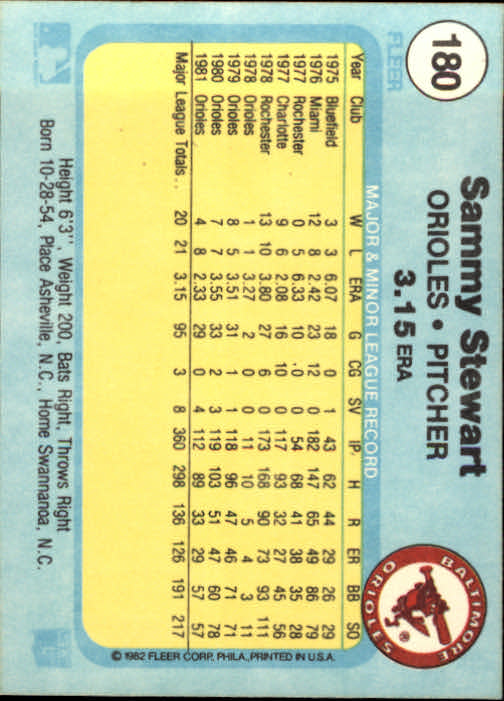 180
FLEER
Sammy Stewart
ORIOLES • PITCHER
3.15 ERA
BALTIMORE
ORIOLES
MAJOR & MINOR LEAGUE RECORD
Year Club W L ERA G CG SV IP. H R ER BB SO
1975 Bluefield 3 3 6.07 18 0 1 43 62 44 29 26 29
1976 Miami 12 8 2.42 23 12 0 182 147 65 49 86 79
1977 Rochester 0 5 6.33 10 0 0 54 68 41 38 35 28
1977 Charlotte 9 6 2.08 16 10 0 117 93 32 27 45 56
1978 Rochester 13 10 3.80 27 6 0 173 168 90 73 93 111
1978 Orioles 1 1 3.27 2 0 0 11 10 5 4 3 11
1979 Orioles 8 5 3.51 31 1 1 118 96 47 46 71 71
1980 Orioles 7 7 3.55 33 2 3 119 103 51 47 60 78
1981 Orioles 4 8 2.33 29 0 4 112 89 33 29 57 57
Major League Totals . . 20 21 3.15 95 3 8 360 298 136 126 191 217
© 1982 FLEER CORP., PHILA., PRINTED IN U.S.A.
Height 6'3'', Weight 200, Bats Right, Throws Right
Born 10-28-54, Place Asheville, N.C., Home Swannanoa, N.C.